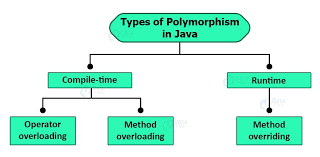 Types of Polymorphism
in Java
Compile-time
Runtime
Operator
overloading
Method
overloading
Method
overriding